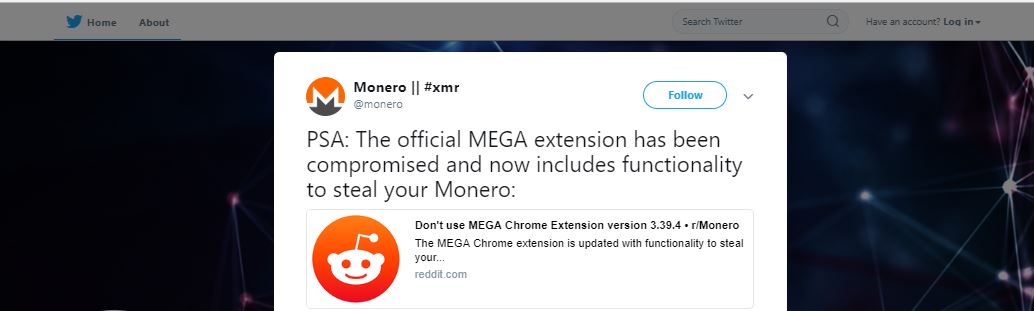 Home About Search Twitter Have an account? Log in
Monero || #xmr
@monero
Follow
PSA: The official MEGA extension has been
compromised and now includes functionality
to steal your Monero:
Don't use MEGA Chrome Extension version 3.39.4 • r/Monero
The MEGA Chrome extension is updated with functionality to steal
your...
reddit.com